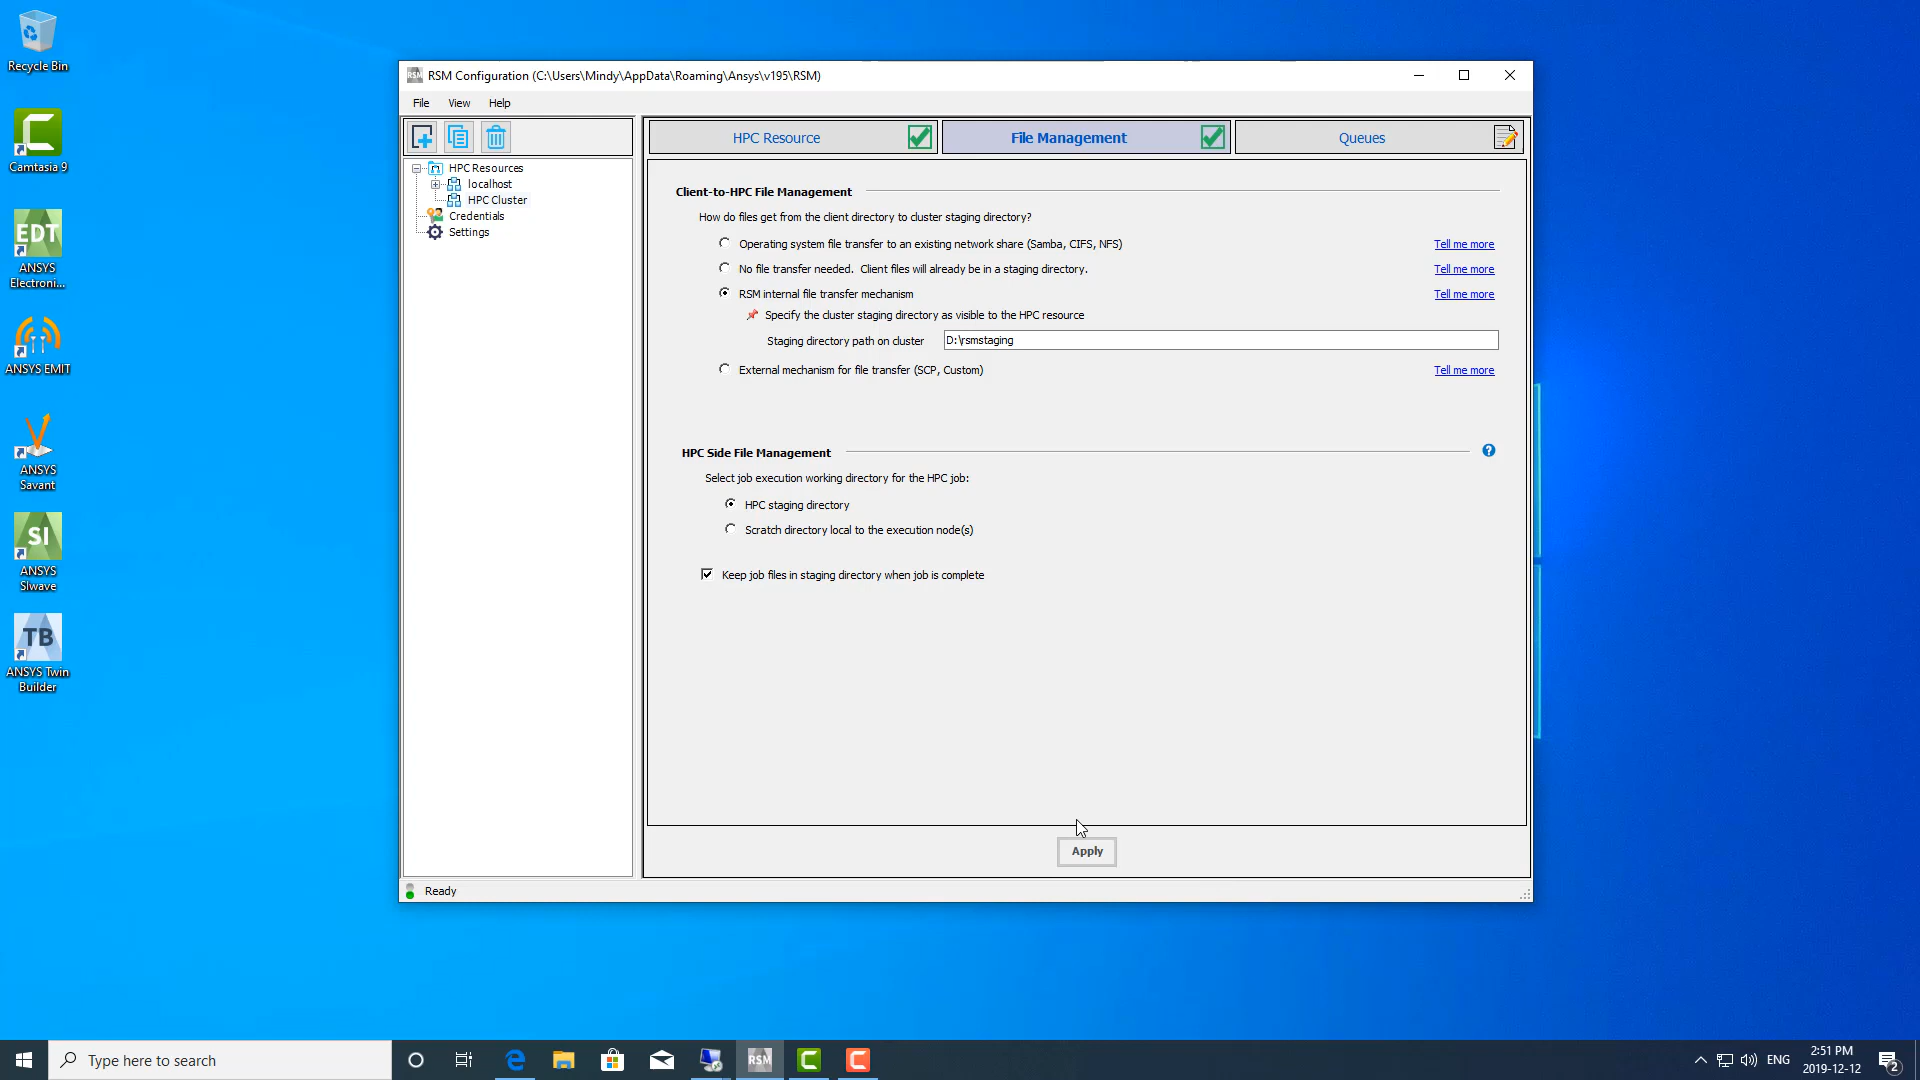 Recycle Bin
Camtasia 9
EDT
ANSYS
Electroni...
ANSYS EMIT
ANSYS
Savant
SI
ANSYS
SIwave
TB
ANSYS Twin
Builder
RSM Configuration (C:\Users\Mindy\AppData\Roaming\Ansys\v195\RSM)
File View Help
HPC Resources
localhost
HPC Cluster
Credentials
Settings
HPC Resource
File Management
Queues
Client-to-HPC File Management
How do files get from the client directory to cluster staging directory?
Operating system file transfer to an existing network share (Samba, CIFS, NFS) Tell me more
No file transfer needed. Client files will already be in a staging directory. Tell me more
RSM internal file transfer mechanism Tell me more
Specify the cluster staging directory as visible to the HPC resource
Staging directory path on cluster D:\rsmstaging
External mechanism for file transfer (SCP, Custom) Tell me more
HPC Side File Management ?
Select job execution working directory for the HPC job:
HPC staging directory
Scratch directory local to the execution node(s)
Keep job files in staging directory when job is complete
Apply
Ready
Type here to search
RSM
ENG
2:51 PM
2019-12-12
2